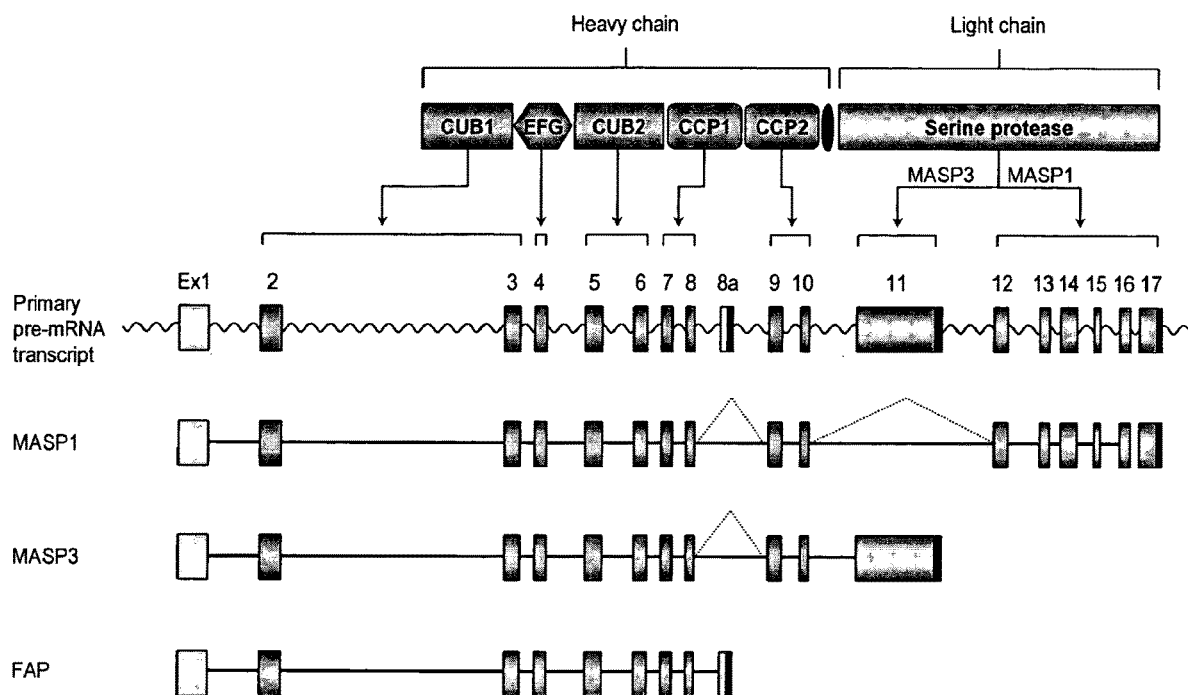 Heavy chain
Light chain
CUB1 EFG CUB2 CCP1 CCP2 Serine protease
MASP3 MASP1
Ex1 2 3 4 5 6 7 8 8a 9 10 11 12 13 14 15 16 17
Primary
pre-mRNA
transcript
MASP1
MASP3
FAP